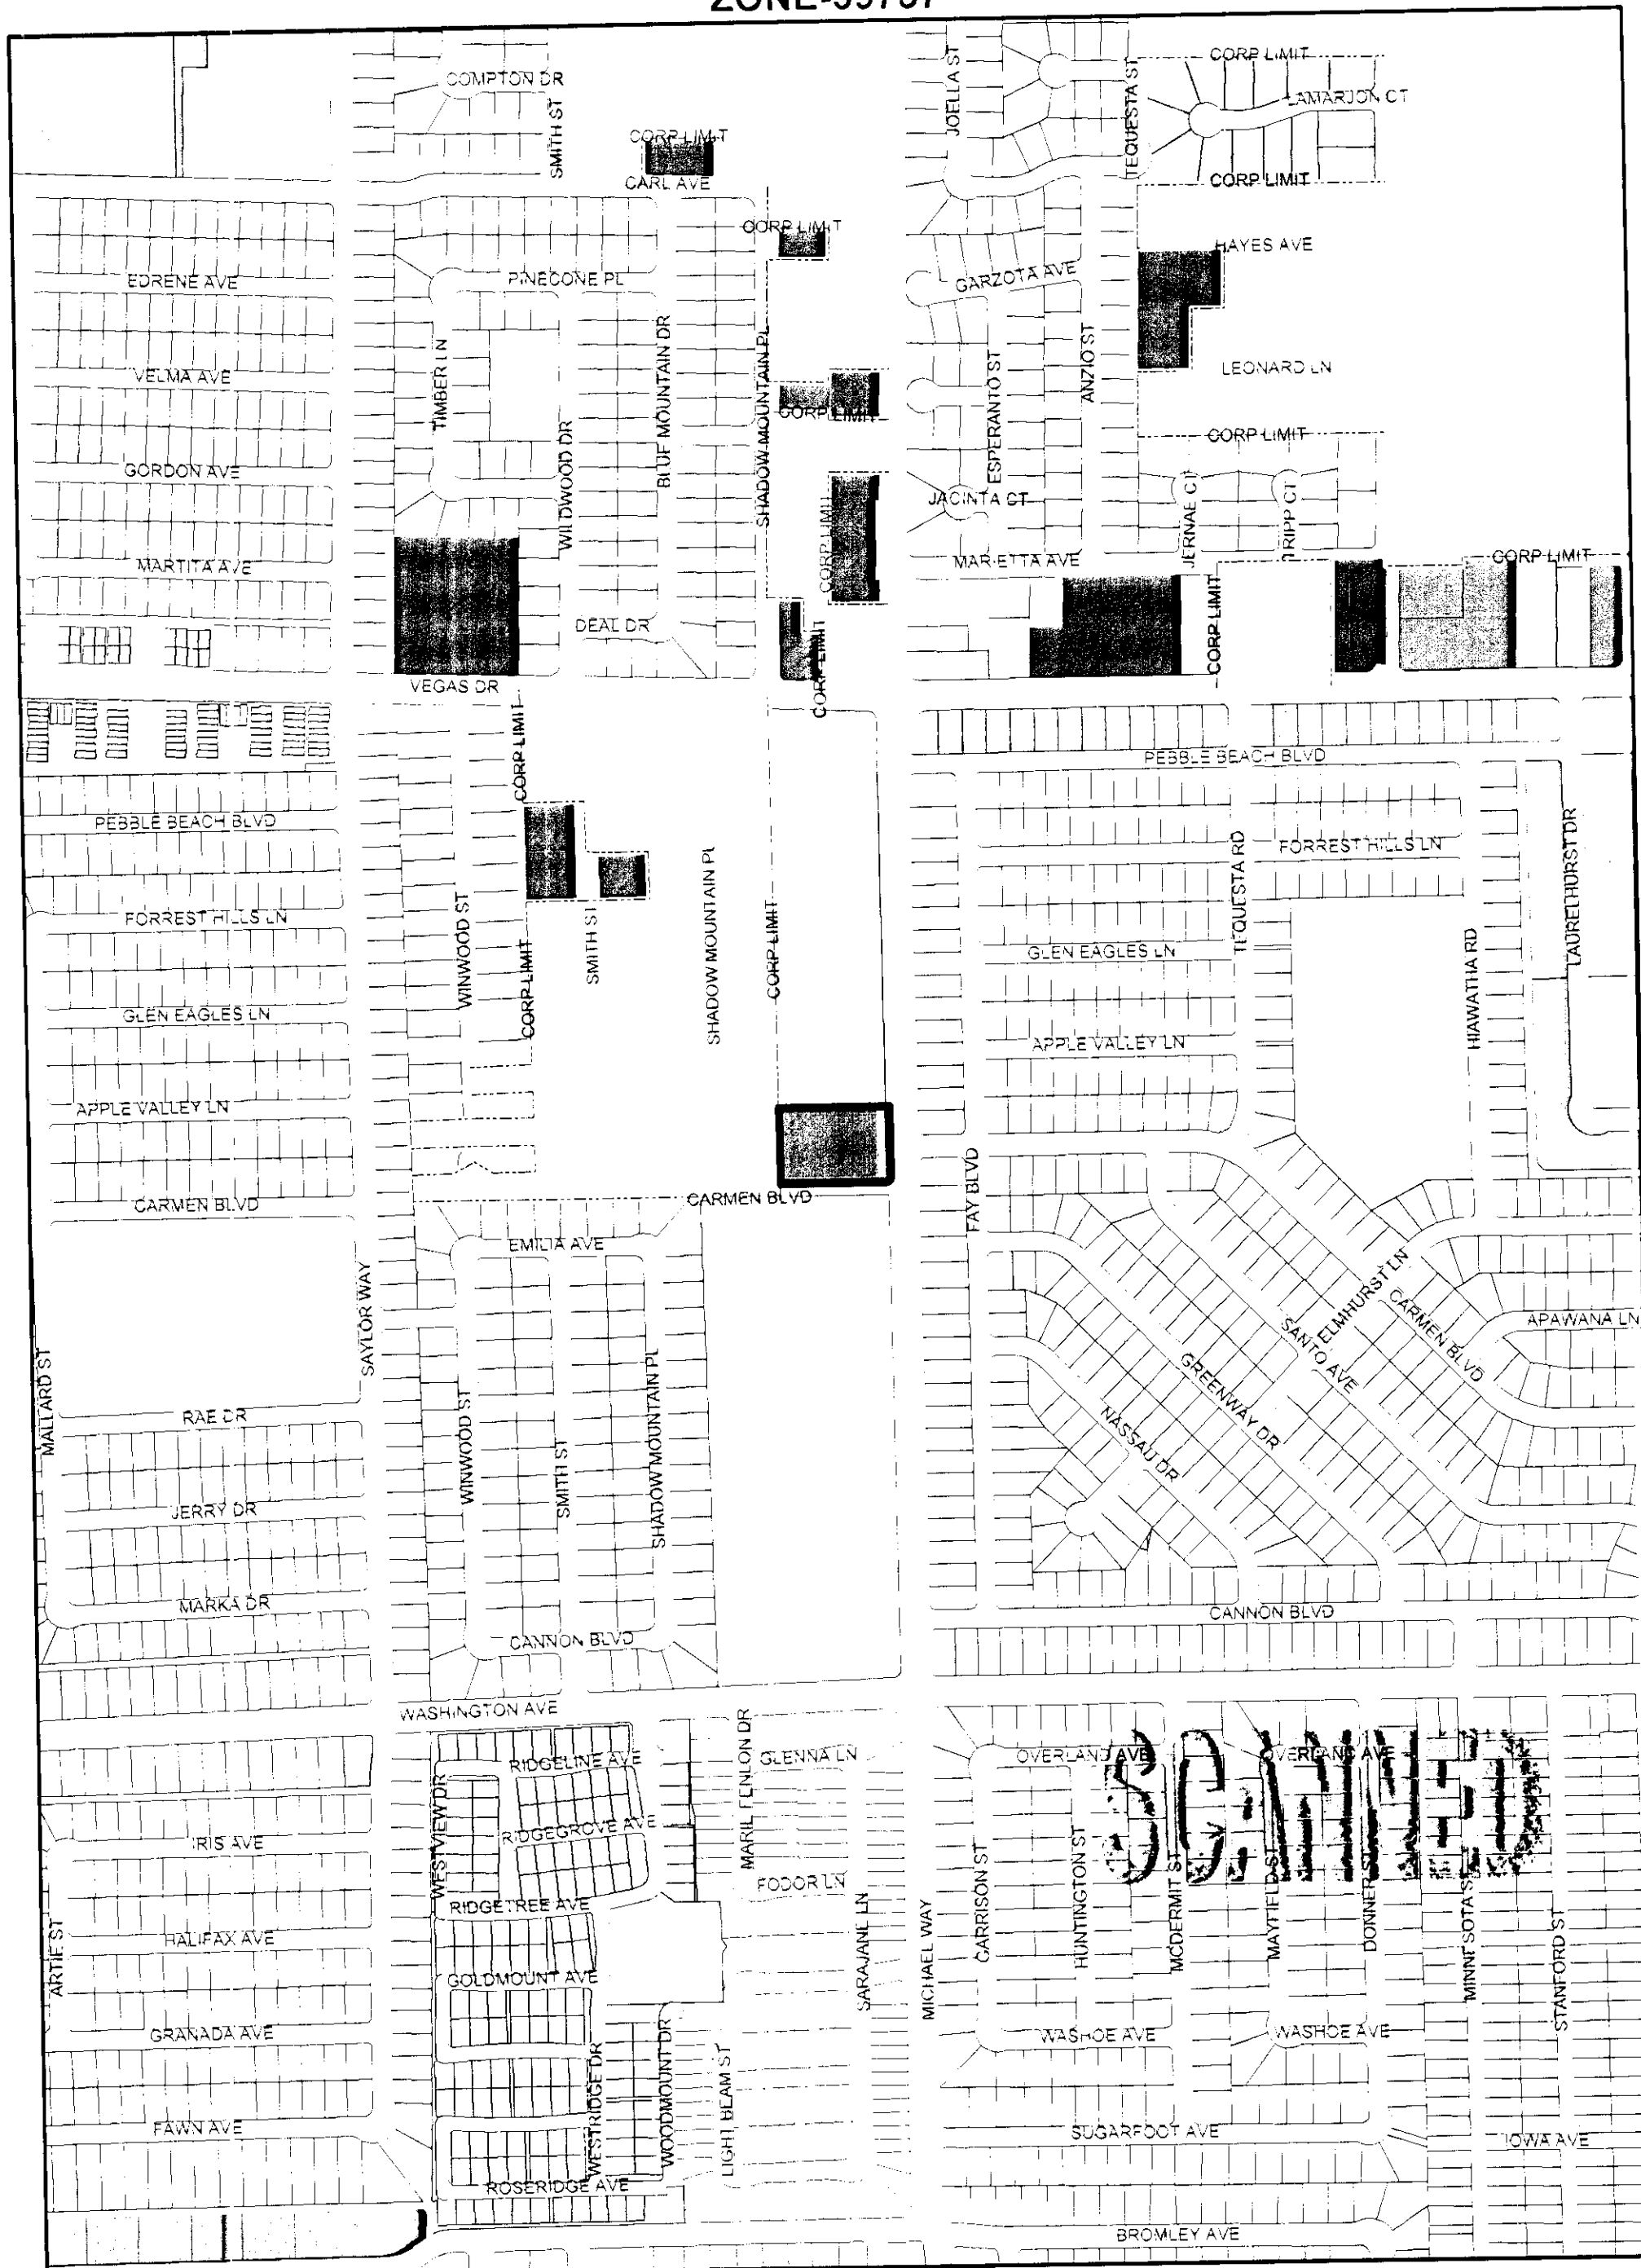 COMPTON DR
SMITH ST
CORP LIMIT
CARL AVE
JOELLA ST
TEQUESTA ST
CORP LIMIT
LAMARJON CT
CORP LIMIT
CORP LIMIT
HAYES AVE
EDRENE AVE
PINECONE PL
GARZOTA AVE
VELMA AVE
TIMBER LN
BLUE MOUNTAIN DR
SHADOW MOUNTAIN PL
CORP LIMIT
ESPERANTO ST
ANZIO ST
LEONARD LN
CORP LIMIT
GORDON AVE
WILDWOOD DR
CORP LIMIT
JACINTA CT
JERNAE CT
TRIPP CT
MARTITA AVE
MARIETTA AVE
CORP LIMIT
CORP LIMIT
DEAL DR
CORP LIMIT
VEGAS DR
CORP LIMIT
PEBBLE BEACH BLVD
PEBBLE BEACH BLVD
FORREST HILLS LN
TEQUESTA RD
LAURELHURST DR
FORREST HILLS LN
WINWOOD ST
CORP LIMIT
SMITH ST
SHADOW MOUNTAIN PL
CORP LIMIT
GLEN EAGLES LN
HIAWATHA RD
GLEN EAGLES LN
APPLE VALLEY LN
APPLE VALLEY LN
CARMEN BLVD
CARMEN BLVD
FAY BLVD
EMILIA AVE
SAYLOR WAY
ELMHURST LN
SANTO AVE
CARMEN BLVD
APAWANA LN
MALLARD ST
RAE DR
WINWOOD ST
SMITH ST
SHADOW MOUNTAIN PL
GREENWAY DR
NASSAU DR
JERRY DR
MARKA DR
CANNON BLVD
CANNON BLVD
WASHINGTON AVE
RIDGELINE AVE
GLENNA LN
OVERLAND AVE
OVERLAND AVE
SCANNED
WESTVIEW DR
RIDGEGROVE AVE
IRIS AVE
FODOR LN
RIDGETREE AVE
GARRISON ST
HUNTINGTON ST
MCDERMIT ST
MAYFIELD ST
DONNER ST
MINNESOTA ST
STANFORD ST
ARTIE ST
HALIFAX AVE
GOLDMOUNT AVE
SARAJANE LN
MICHAEL WAY
GRANADA AVE
WASHOE AVE
WASHOE AVE
WESTRIDGE DR
WOODMOUNT DR
LIGHT BEAM ST
FAWN AVE
SUGARFOOT AVE
IOWA AVE
ROSERIDGE AVE
BROMLEY AVE